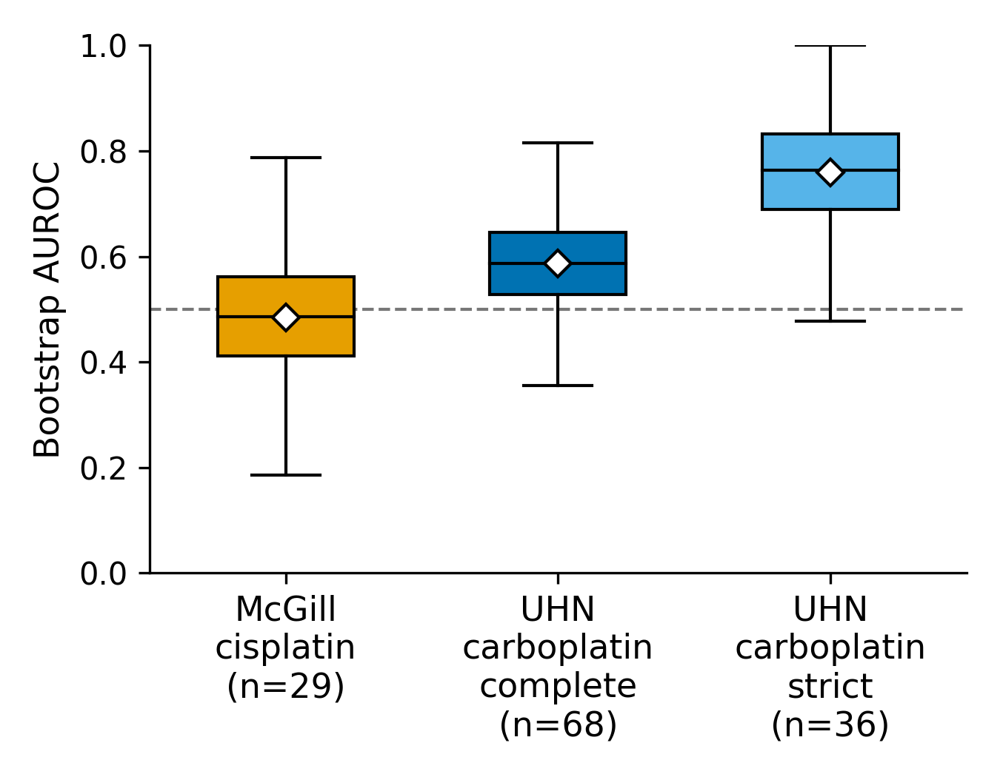 Bootstrap AUROC
1.0
0.8
0.6
0.4
0.2
0.0
McGill
cisplatin
(n=29)
UHN
carboplatin
complete
(n=68)
UHN
carboplatin
strict
(n=36)